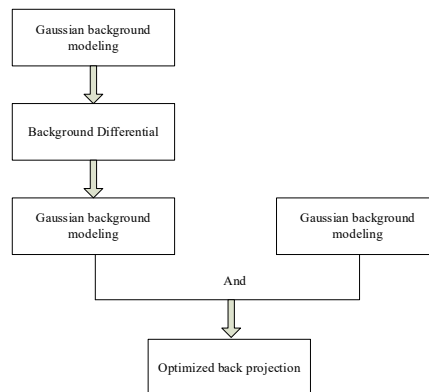 Gaussian background
modeling
Background Differential
Gaussian background
modeling
Gaussian background
modeling
And
Optimized back projection